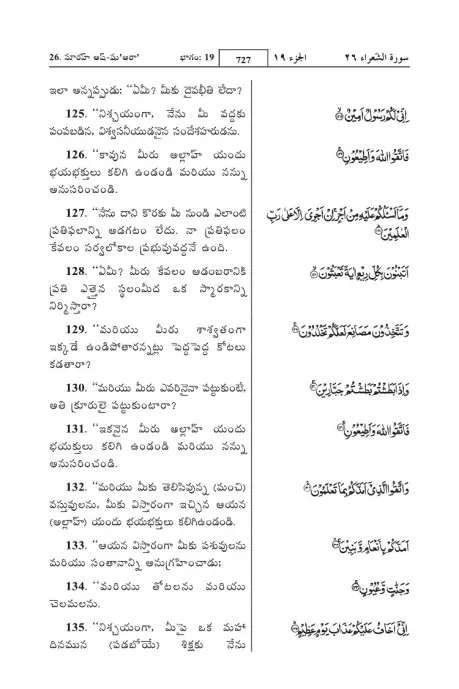 26. సూరహ్ అష్-షు'అరా' భాగం: 19 727 الجزء ١٩ سورة الشعراء ٢٦
ఇలా అన్నప్పుడు: "ఏమీ? మీకు దైవభీతి లేదా?
125. "నిశ్చయంగా, నేను మీ వద్దకు
పంపబడిన, విశ్వసనీయుడనైన సందేశహరుడను.
إِنِّي لَكُمْ رَسُولٌ أَمِينٌ ۝
126. "కావున మీరు అల్లాహ్ యందు
భయభక్తులు కలిగి ఉండండి మరియు నన్ను
అనుసరించండి.
فَاتَّقُوا اللَّهَ وَأَطِيعُونِ ۝
127. "నేను దాని కొరకు మీ నుండి ఎలాంటి
ప్రతిఫలాన్ని అడగటం లేదు. నా ప్రతిఫలం
కేవలం సర్వలోకాల ప్రభువువద్దనే ఉంది.
وَمَا أَسْأَلُكُمْ عَلَيْهِ مِنْ أَجْرٍ إِنْ أَجْرِيَ إِلَّا عَلَىٰ رَبِّ
الْعَالَمِينَ ۝
128. "ఏమీ? మీరు కేవలం ఆడంబరానికి
ప్రతి ఎత్తైన స్థలంమీద ఒక స్మారకాన్ని
నిర్మిస్తారా?
أَتَبْنُونَ بِكُلِّ رِيعٍ آيَةً تَعْبَثُونَ ۝
129. "మరియు మీరు శాశ్వతంగా
ఇక్కడే ఉండిపోతారన్నట్లు పెద్దపెద్ద కోటలు
కడతారా?
وَتَتَّخِذُونَ مَصَانِعَ لَعَلَّكُمْ تَخْلُدُونَ ۝
130. "మరియు మీరు ఎవరినైనా పట్టుకుంటే,
అతి క్రూరులై పట్టుకుంటారా?
وَإِذَا بَطَشْتُمْ بَطَشْتُمْ جَبَّارِينَ ۝
131. "ఇకనైన మీరు అల్లాహ్ యందు
భయభక్తులు కలిగి ఉండండి మరియు నన్ను
అనుసరించండి.
فَاتَّقُوا اللَّهَ وَأَطِيعُونِ ۝
132. "మరియు మీకు తెలిసివున్న (మంచి)
వస్తువులను, మీకు విస్తారంగా ఇచ్చిన ఆయన
(అల్లాహ్) యందు భయభక్తులు కలిగిఉండండి.
وَاتَّقُوا الَّذِي أَمَدَّكُمْ بِمَا تَعْلَمُونَ ۝
133. "ఆయన విస్తారంగా మీకు పశువులను
మరియు సంతానాన్ని అనుగ్రహించాడు;
أَمَدَّكُمْ بِأَنْعَامٍ وَبَنِينَ ۝
134. "మరియు తోటలను మరియు
చెలమలను.
وَجَنَّاتٍ وَعُيُونٍ ۝
135. "నిశ్చయంగా, మీపై ఒక మహా
దినమున (పడబోయే) శిక్షకు నేను
إِنِّي أَخَافُ عَلَيْكُمْ عَذَابَ يَوْمٍ عَظِيمٍ ۝